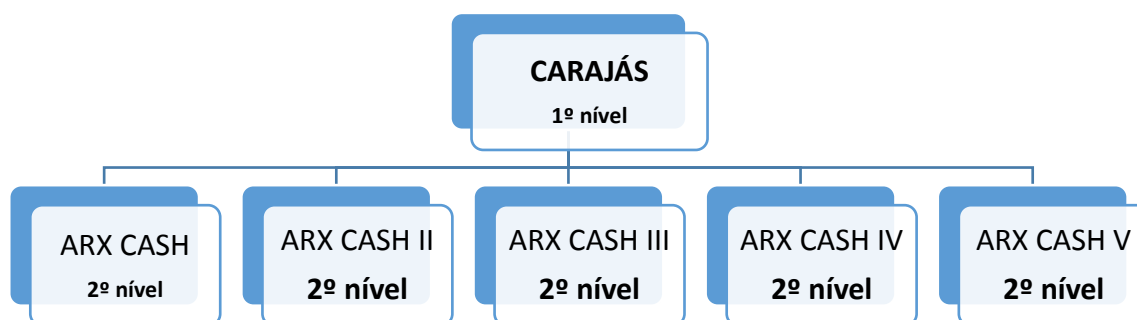 CARAJÁS
1º nível
ARX CASH
2º nível
ARX CASH II
2º nível
ARX CASH III
2º nível
ARX CASH IV
2º nível
ARX CASH V
2º nível